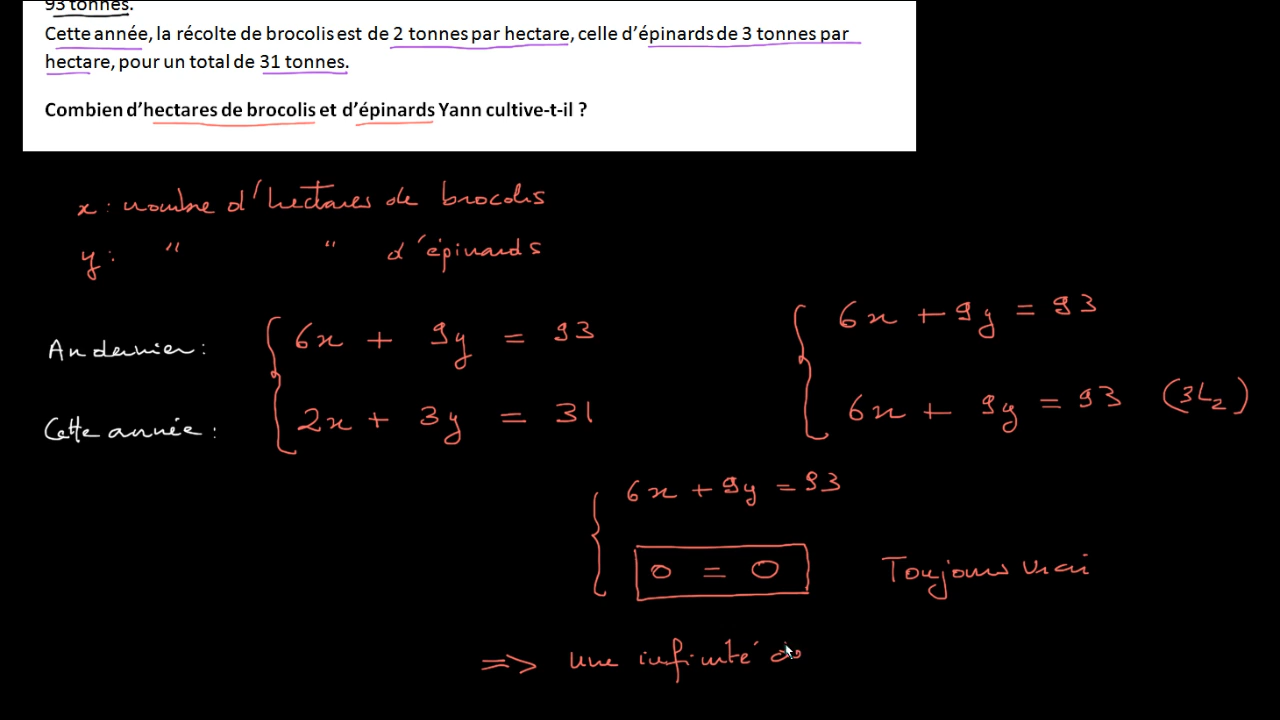 93 tonnes.
Cette année, la récolte de brocolis est de 2 tonnes par hectare, celle d'épinards de 3 tonnes par
hectare, pour un total de 31 tonnes.
Combien d'hectares de brocolis et d'épinards Yann cultive-t-il ?
x : nombre d'hectares de brocolis
y : " " d'épinards
An dernier : 6x + 9y = 93
Cette année : 2x + 3y = 31
6x + 9y = 93
6x + 9y = 93 (3L₂)
6x + 9y = 93
0 = 0 Toujours vrai
=> une infinité